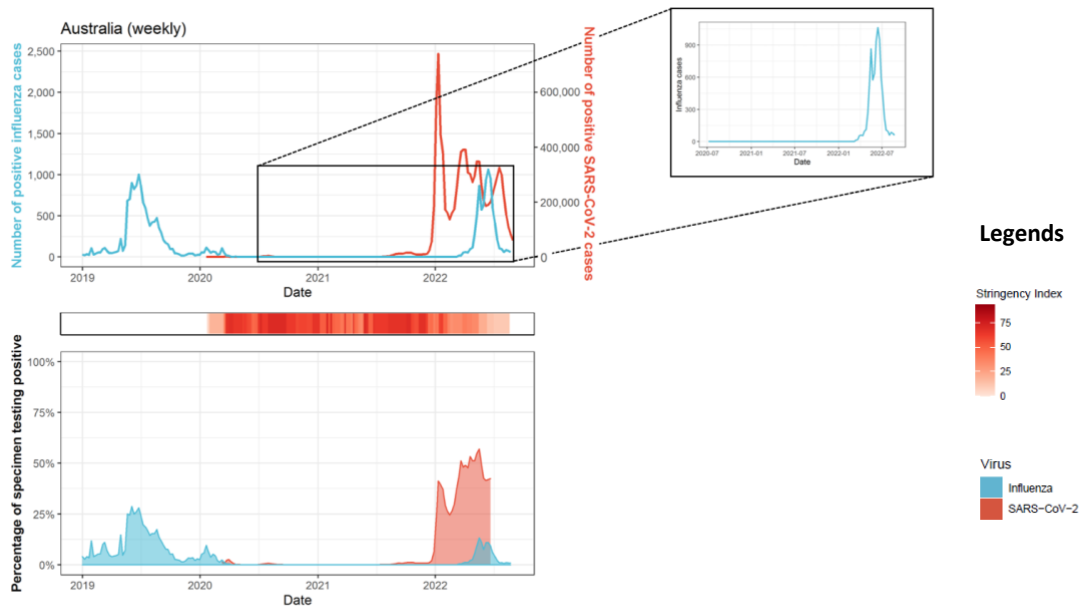 Australia (weekly)
Number of positive influenza cases
2,500
2,000
1,500
1,000
500
0
600,000
400,000
200,000
0
Number of positive SARS-CoV-2 cases
2019
2020
2021
2022
Date
Influenza cases
900
600
300
0
2020-07
2021-01
2021-07
2022-01
2022-07
Date
Legends
Stringency Index
75
50
25
0
Percentage of specimen testing positive
100%
75%
50%
25%
0%
2019
2020
2021
2022
Date
Virus
Influenza
SARS−CoV−2